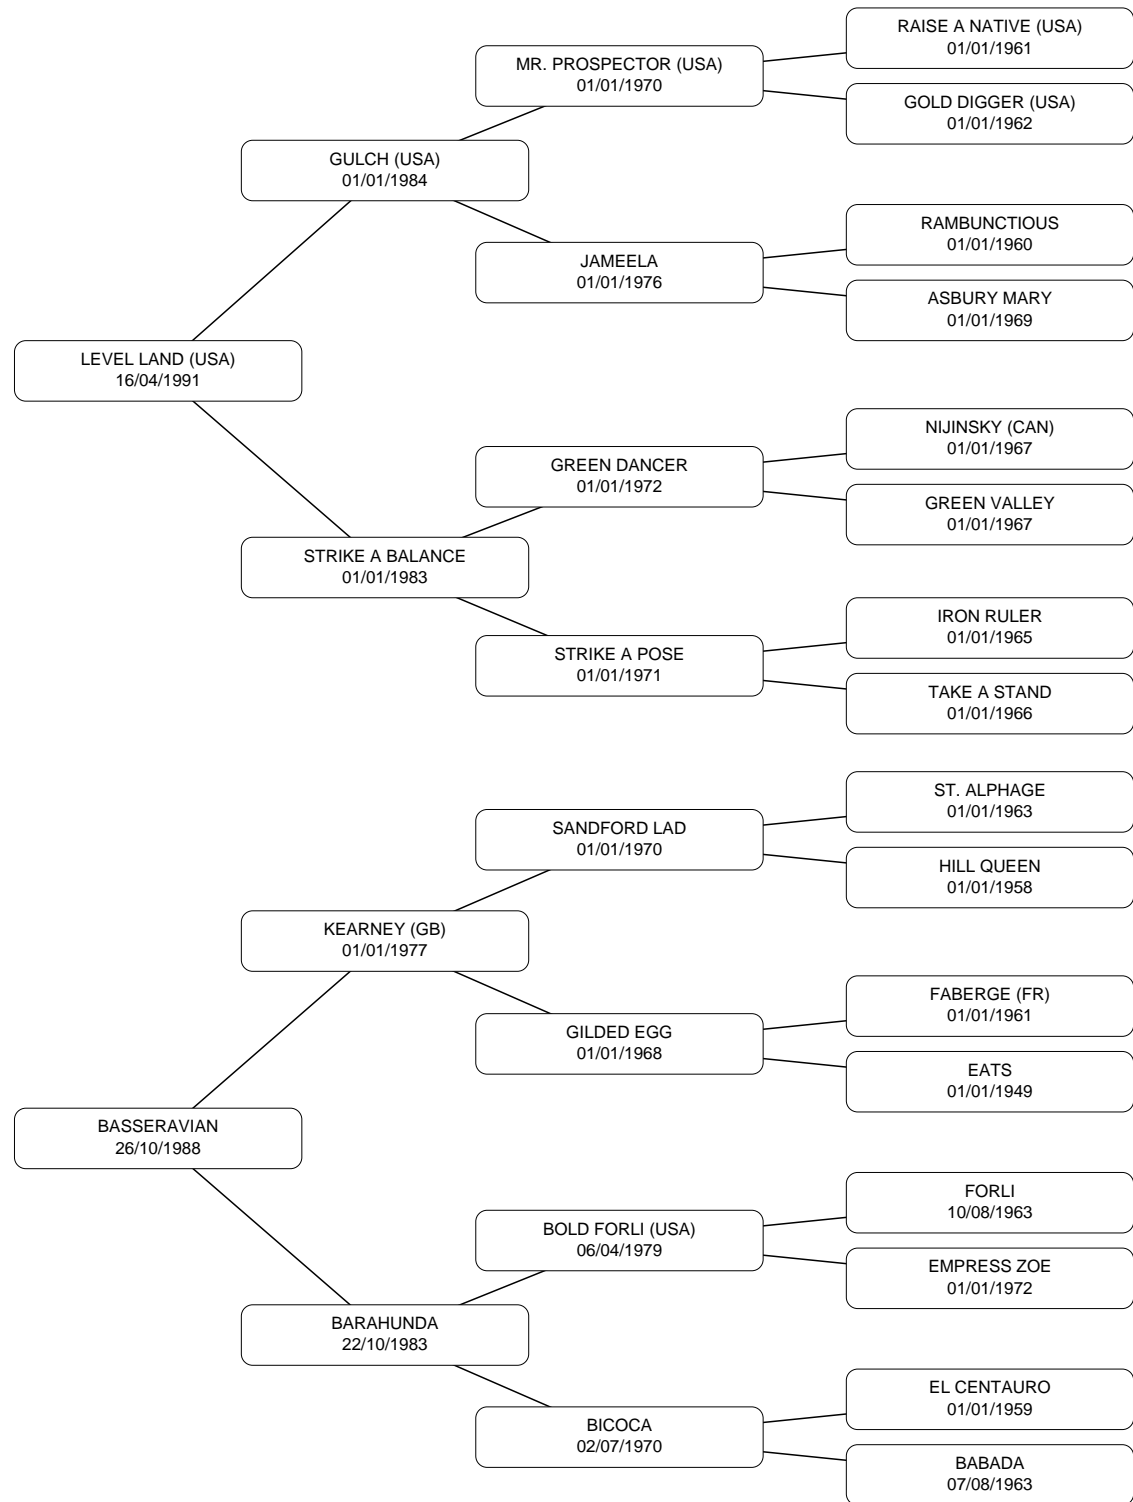 RAISE A NATIVE (USA)
01/01/1961
MR. PROSPECTOR (USA)
01/01/1970
GOLD DIGGER (USA)
01/01/1962
GULCH (USA)
01/01/1984
RAMBUNCTIOUS
01/01/1960
JAMEELA
01/01/1976
ASBURY MARY
01/01/1969
LEVEL LAND (USA)
16/04/1991
NIJINSKY (CAN)
01/01/1967
GREEN DANCER
01/01/1972
GREEN VALLEY
01/01/1967
STRIKE A BALANCE
01/01/1983
IRON RULER
01/01/1965
STRIKE A POSE
01/01/1971
TAKE A STAND
01/01/1966
ST. ALPHAGE
01/01/1963
SANDFORD LAD
01/01/1970
HILL QUEEN
01/01/1958
KEARNEY (GB)
01/01/1977
FABERGE (FR)
01/01/1961
GILDED EGG
01/01/1968
EATS
01/01/1949
BASSERAVIAN
26/10/1988
FORLI
10/08/1963
BOLD FORLI (USA)
06/04/1979
EMPRESS ZOE
01/01/1972
BARAHUNDA
22/10/1983
EL CENTAURO
01/01/1959
BICOCA
02/07/1970
BABADA
07/08/1963